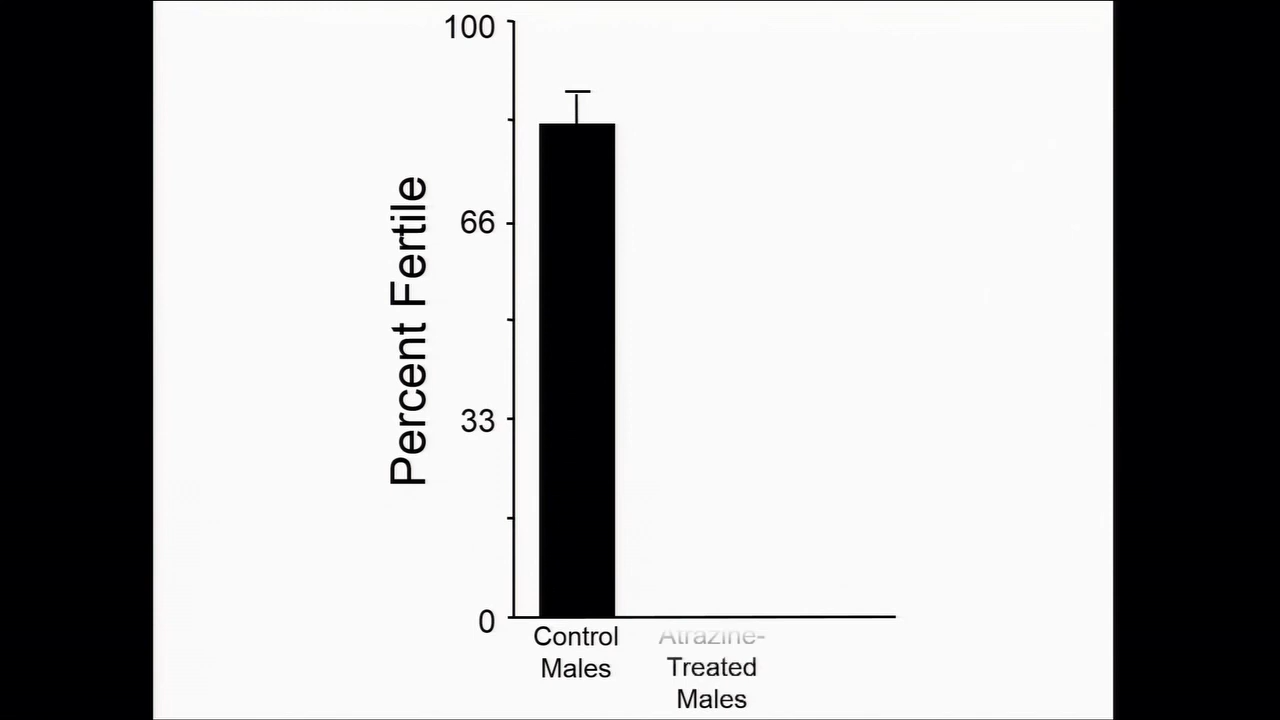 100
66
33
0
Percent Fertile
Control
Males
Atrazine-
Treated
Males